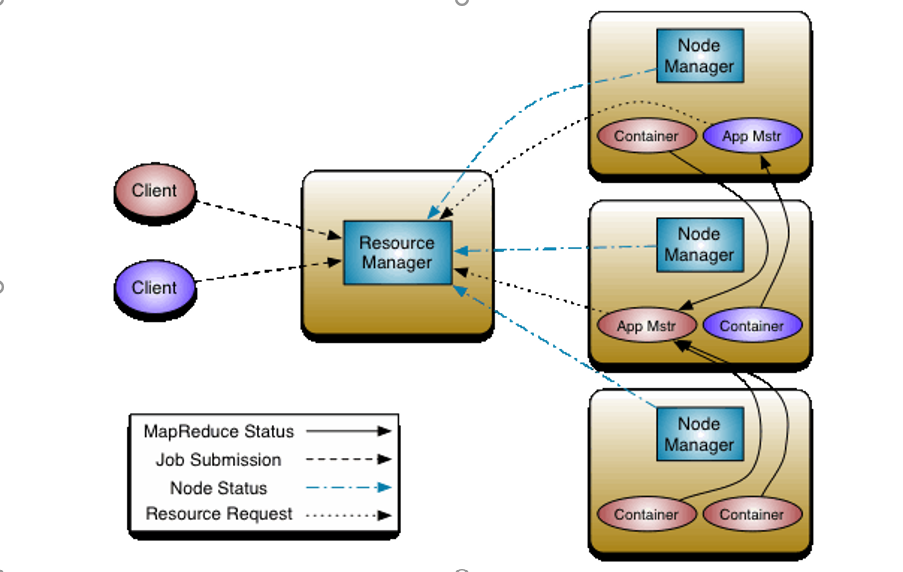 Node
Manager
Container
App Mstr
Client
Resource
Manager
Client
Node
Manager
App Mstr
Container
MapReduce Status
Job Submission
Node Status
Resource Request
Node
Manager
Container
Container